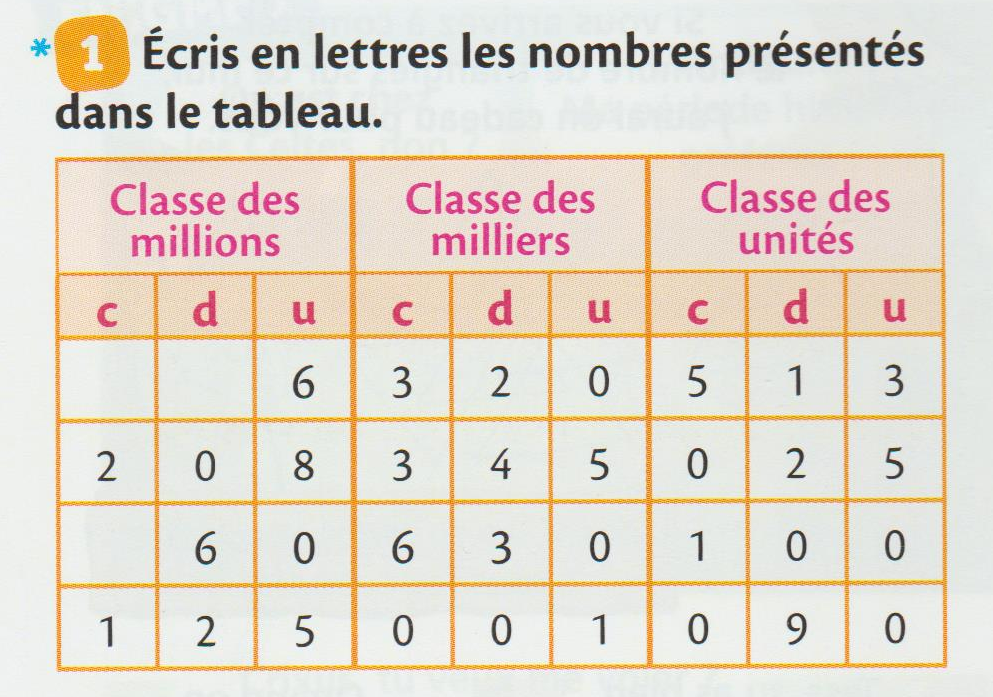 * 1 Écris en lettres les nombres présentés
dans le tableau.
Classe des millions Classe des milliers Classe des unités
c d u c d u c d u
6 3 2 0 5 1 3
2 0 8 3 4 5 0 2 5
6 0 6 3 0 1 0 0
1 2 5 0 0 1 0 9 0